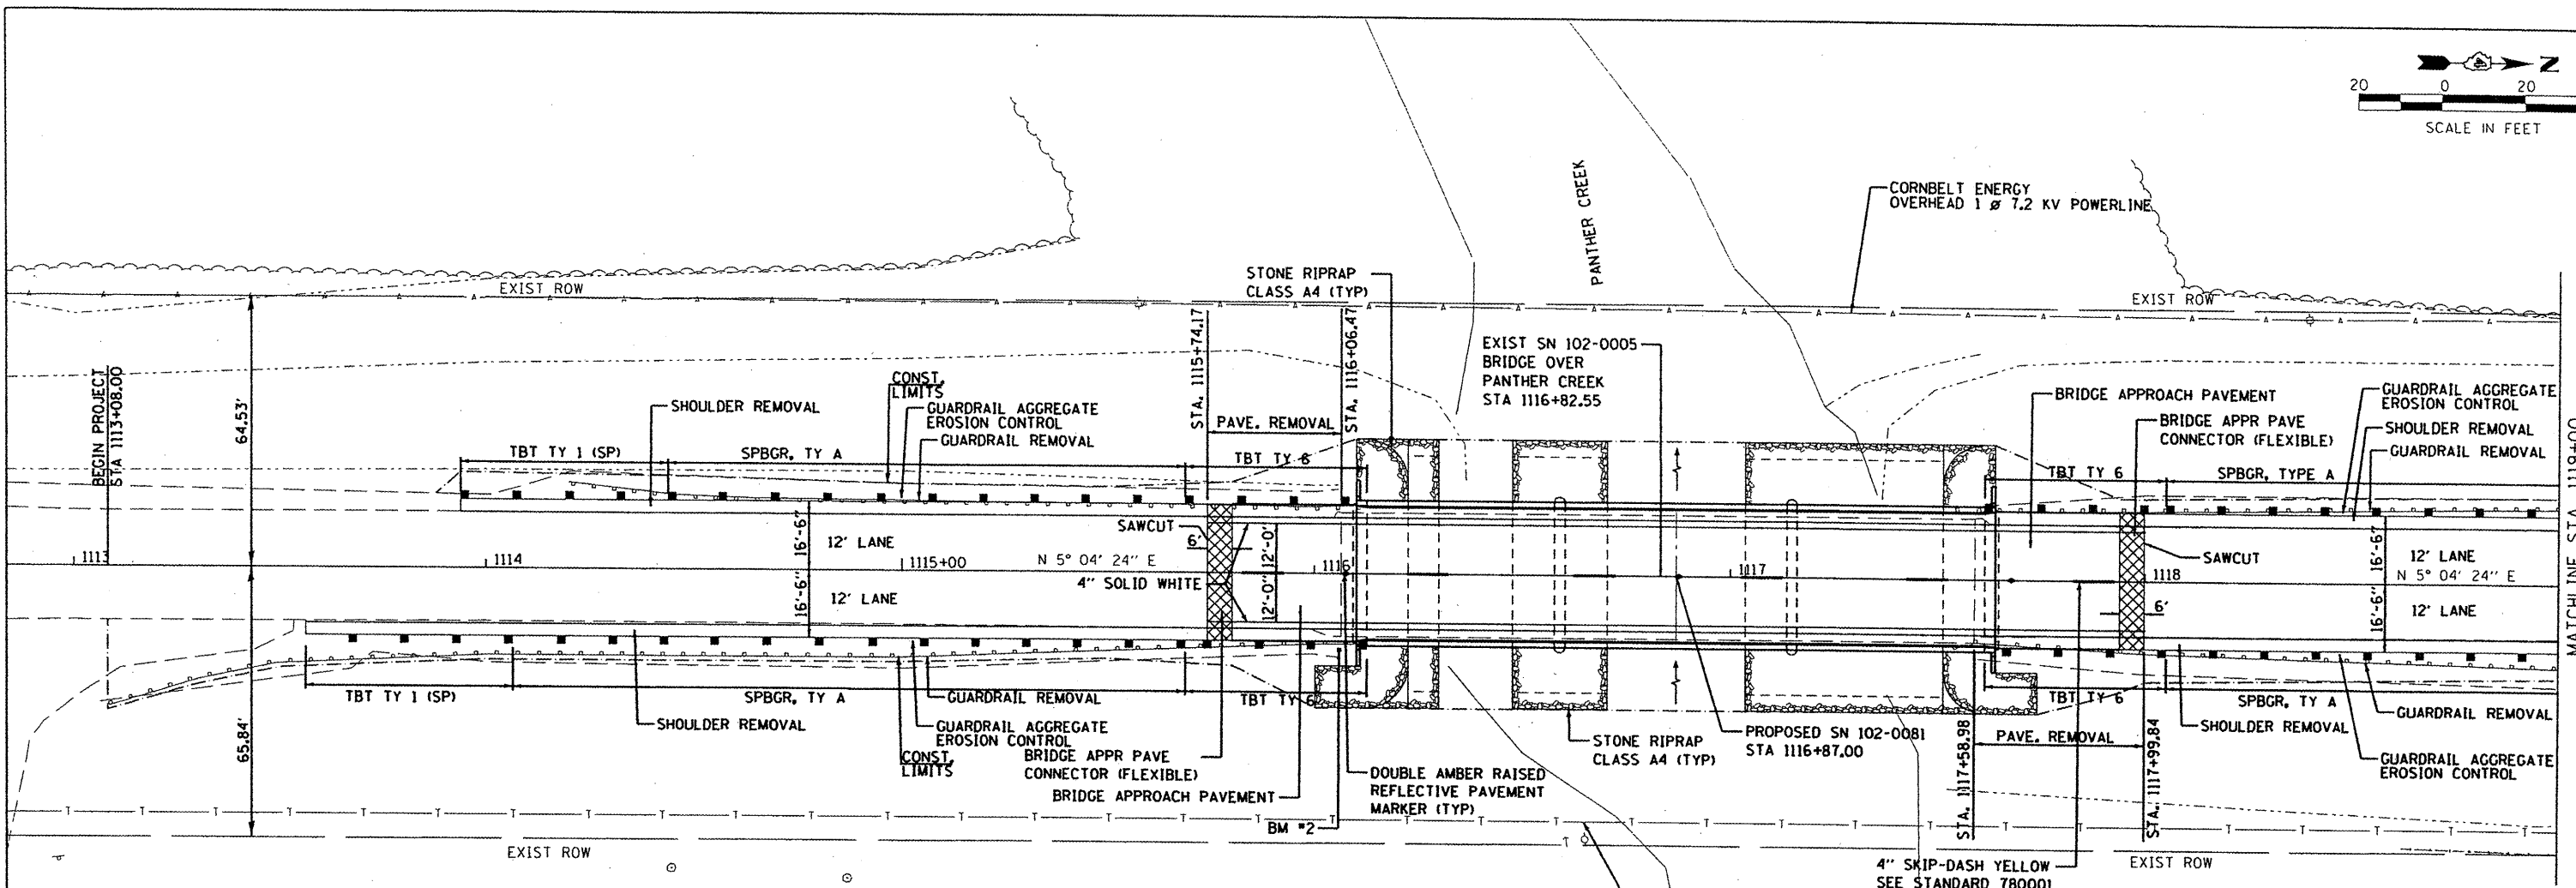 N
20 0 20
SCALE IN FEET
PANTHER CREEK
CORNBELT ENERGY
OVERHEAD 1 ø 7.2 KV POWERLINE
EXIST ROW
STONE RIPRAP
CLASS A4 (TYP)
EXIST ROW
BEGIN PROJECT
STA 1113+08.00
64.53'
65.84'
SHOULDER REMOVAL
CONST.
LIMITS
GUARDRAIL AGGREGATE
EROSION CONTROL
GUARDRAIL REMOVAL
TBT TY 1 (SP)
SPBGR, TY A
TBT TY 6
STA. 1115+74.17
PAVE. REMOVAL
STA. 1116+06.47
EXIST SN 102-0005
BRIDGE OVER
PANTHER CREEK
STA 1116+82.55
BRIDGE APPROACH PAVEMENT
BRIDGE APPR PAVE
CONNECTOR (FLEXIBLE)
GUARDRAIL AGGREGATE
EROSION CONTROL
SHOULDER REMOVAL
GUARDRAIL REMOVAL
TBT TY 6
SPBGR, TYPE A
MATCHLINE STA 1119+00
1113
1114
16'-6"
16'-6"
12' LANE
1115+00
N 5° 04' 24" E
12' LANE
SAWCUT
6'
4" SOLID WHITE
12'-0"
12'-0"
1116
1117
1118
SAWCUT
6'
16'-6"
16'-6"
12' LANE
N 5° 04' 24" E
12' LANE
TBT TY 1 (SP)
SPBGR, TY A
GUARDRAIL REMOVAL
TBT TY 6
SHOULDER REMOVAL
GUARDRAIL AGGREGATE
EROSION CONTROL
CONST.
LIMITS
BRIDGE APPR PAVE
CONNECTOR (FLEXIBLE)
BRIDGE APPROACH PAVEMENT
BM #2
DOUBLE AMBER RAISED
REFLECTIVE PAVEMENT
MARKER (TYP)
STONE RIPRAP
CLASS A4 (TYP)
PROPOSED SN 102-0081
STA 1116+87.00
STA. 1117+58.98
PAVE. REMOVAL
STA. 1117+99.84
TBT TY 6
SPBGR, TY A
SHOULDER REMOVAL
GUARDRAIL REMOVAL
GUARDRAIL AGGREGATE
EROSION CONTROL
EXIST ROW
4" SKIP-DASH YELLOW
SEE STANDARD 780001
EXIST ROW